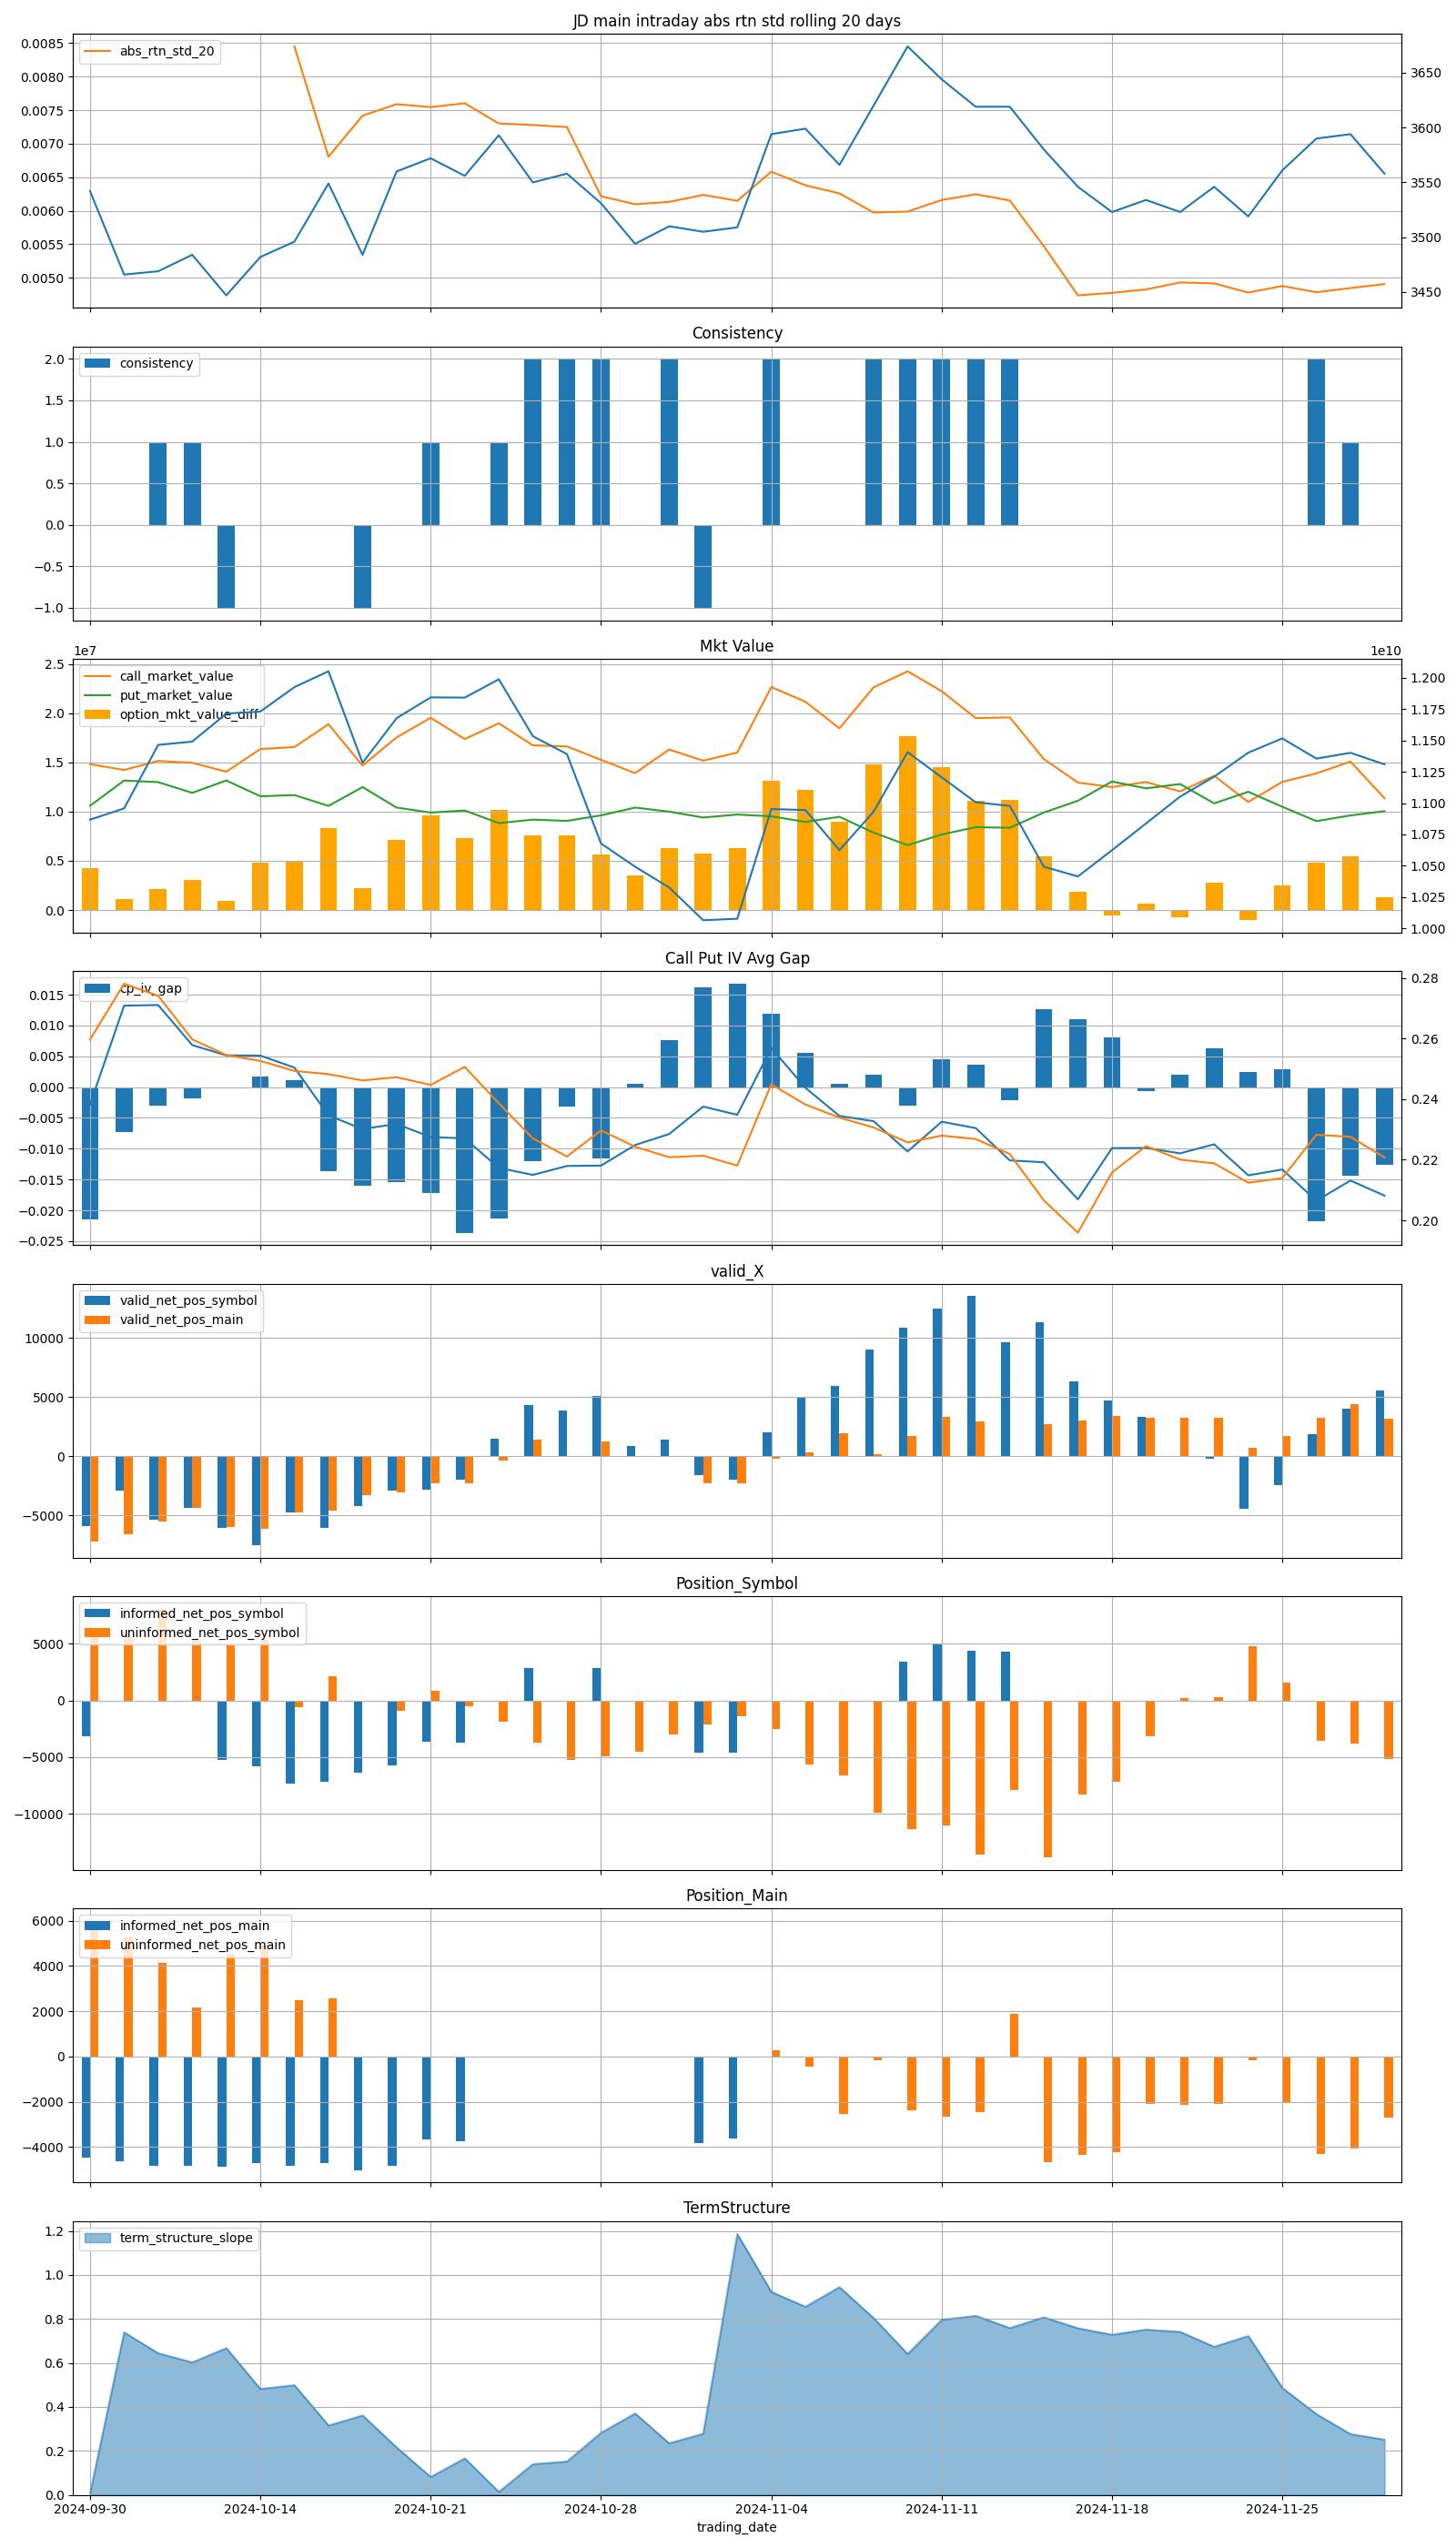 JD main intraday abs rtn std rolling 20 days
abs_rtn_std_20
0.0085
0.0080
0.0075
0.0070
0.0065
0.0060
0.0055
0.0050
3650
3600
3550
3500
3450
Consistency
consistency
2.0
1.5
1.0
0.5
0.0
−0.5
−1.0
Mkt Value
1e7
1e10
call_market_value
put_market_value
option_mkt_value_diff
2.5
2.0
1.5
1.0
0.5
0.0
1.200
1.175
1.150
1.125
1.100
1.075
1.050
1.025
1.000
Call Put IV Avg Gap
cp_iv_gap
0.015
0.010
0.005
0.000
−0.005
−0.010
−0.015
−0.020
−0.025
0.28
0.26
0.24
0.22
0.20
valid_X
valid_net_pos_symbol
valid_net_pos_main
10000
5000
0
−5000
Position_Symbol
informed_net_pos_symbol
uninformed_net_pos_symbol
5000
0
−5000
−10000
Position_Main
informed_net_pos_main
uninformed_net_pos_main
6000
4000
2000
0
−2000
−4000
TermStructure
term_structure_slope
1.2
1.0
0.8
0.6
0.4
0.2
0.0
2024-09-30 2024-10-14 2024-10-21 2024-10-28 2024-11-04 2024-11-11 2024-11-18 2024-11-25
trading_date